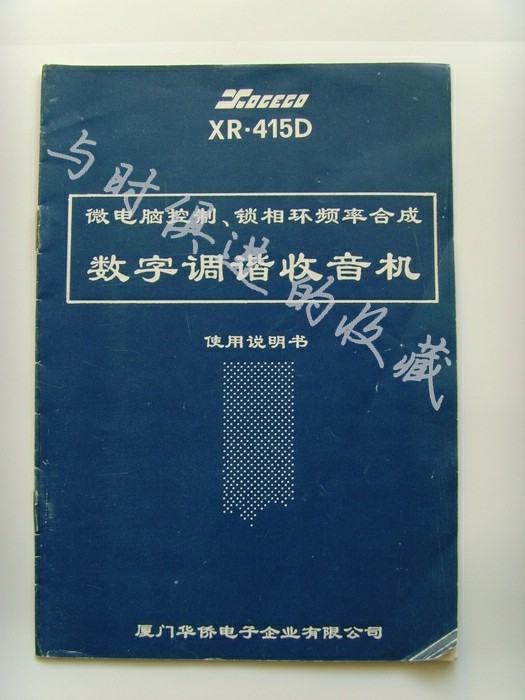 XOCECO
XR·415D
微电脑控制、锁相环频率合成
数字调谐收音机
使用说明书
厦门华侨电子企业有限公司
与时俱进的收藏